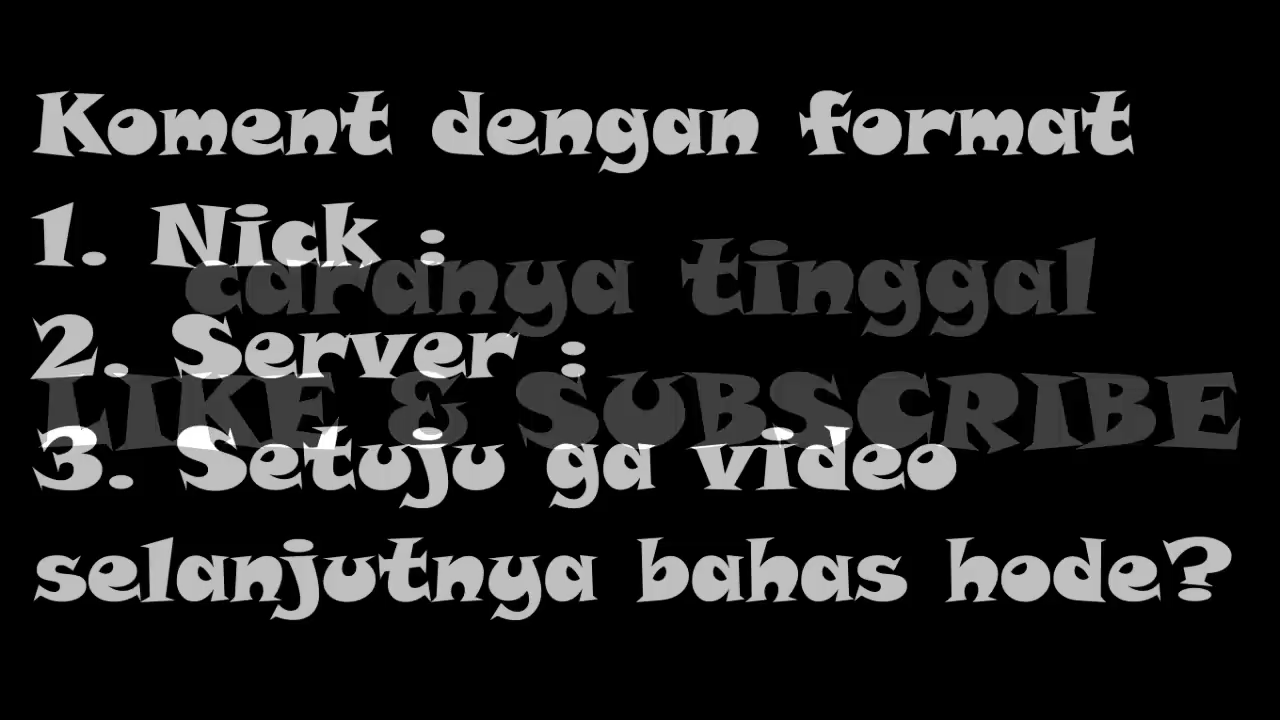 Koment dengan format
1. Nick :
caranya tinggal
2. Server :
LIKE & SUBSCRIBE
3. Setuju ga video
selanjutnya bahas hode?